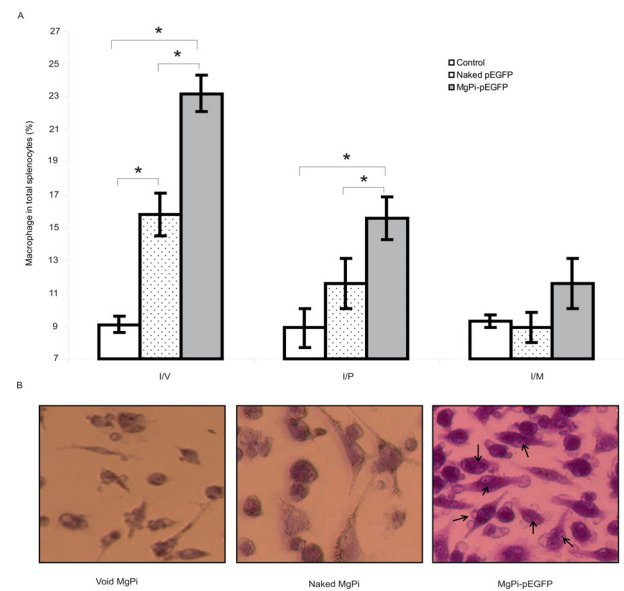 A
27
25
23
21
19
17
15
13
11
9
7
Macrophage in total splenocytes (%)
* * * * *
Control
Naked pEGFP
MgPi-pEGFP
I/V I/P I/M
B
Void MgPi Naked MgPi MgPi-pEGFP